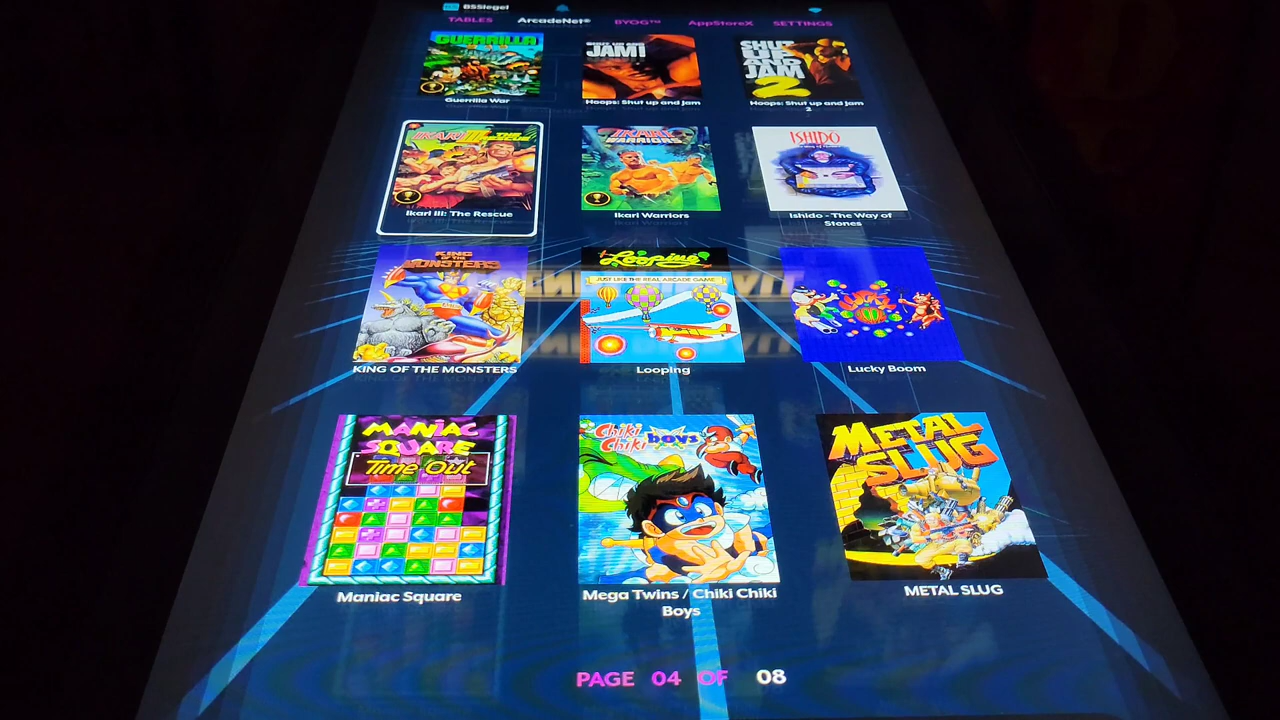 BSSiegel
TABLES ArcadeNet® BYOG™ AppStoreX SETTINGS
GUERRILLA
WAR
Guerrilla War
SHUT UP AND
JAM!
Hoops: Shut up and Jam
SHUT
UP
AND
JAM
2
Hoops: Shut up and Jam
2
IKARI III THE
RESCUE
Ikari III: The Rescue
IKARI
WARRIORS
Ikari Warriors
ISHIDO
Ishido - The Way of
Stones
KING
OF THE
MONSTERS
KING OF THE MONSTERS
Looping
JUST LIKE THE REAL ARCADE GAME
Looping
Lucky Boom
MANIAC
SQUARE
Time Out
Maniac Square
Chiki
Chiki boys
Mega Twins / Chiki Chiki
Boys
METAL
SLUG
METAL SLUG
PAGE 04 OF 08